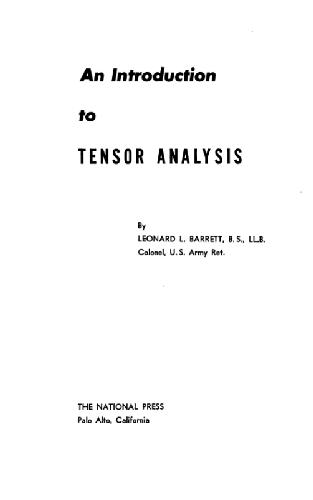 An Introduction
to
TENSOR ANALYSIS
By
LEONARD L. BARRETT, B.S., LL.B.
Colonel, U.S. Army Ret.
THE NATIONAL PRESS
Palo Alto, California